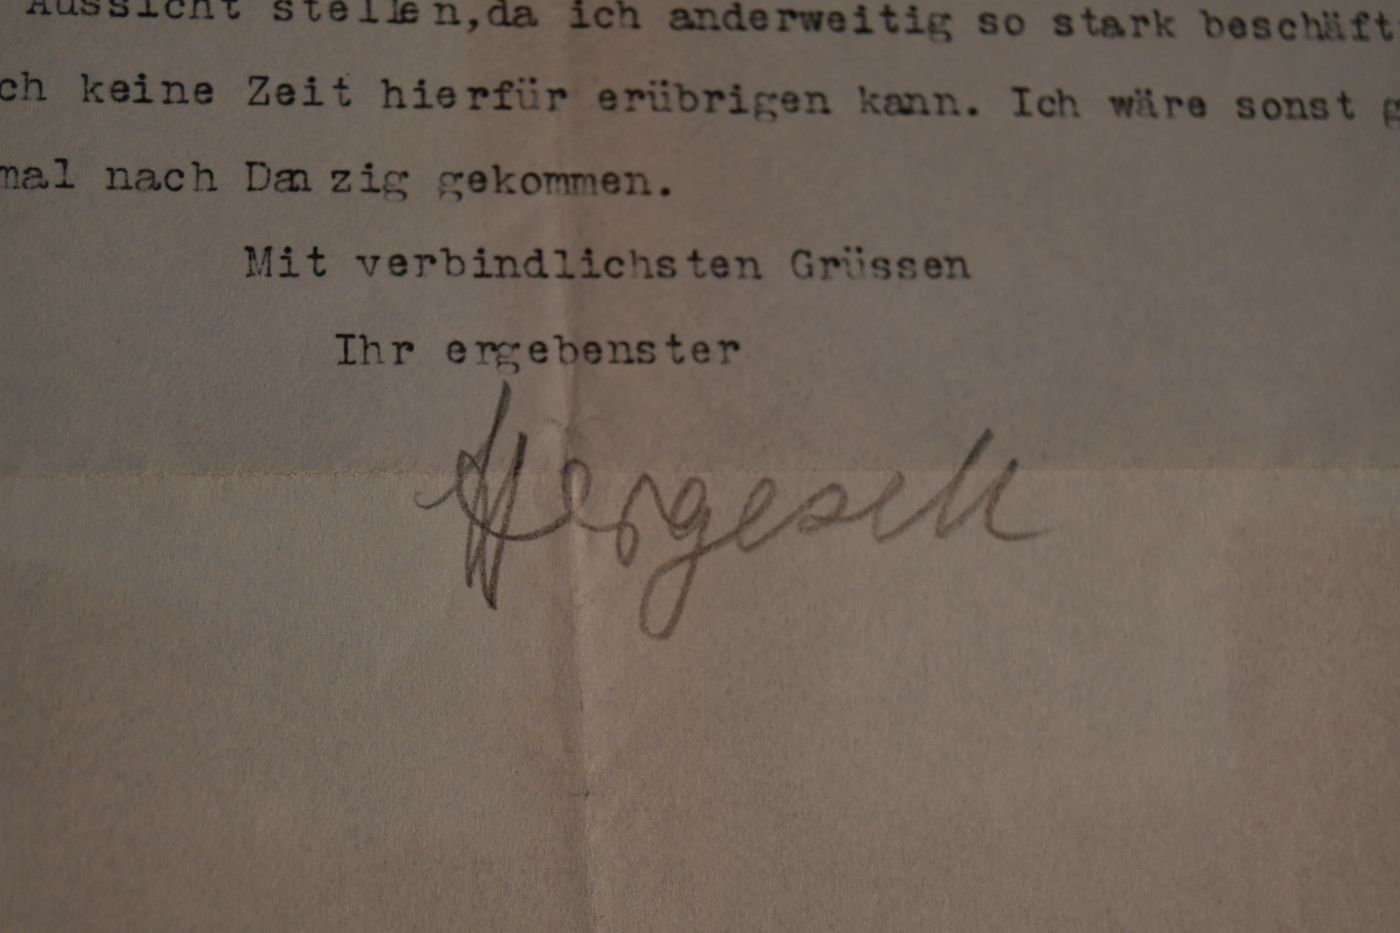 Aussicht stellen,da ich anderweitig so stark beschäft
ch keine Zeit hierfür erübrigen kann. Ich wäre sonst g
mal nach Danzig gekommen.
Mit verbindlichsten Grüssen
Ihr ergebenster
Hergesell